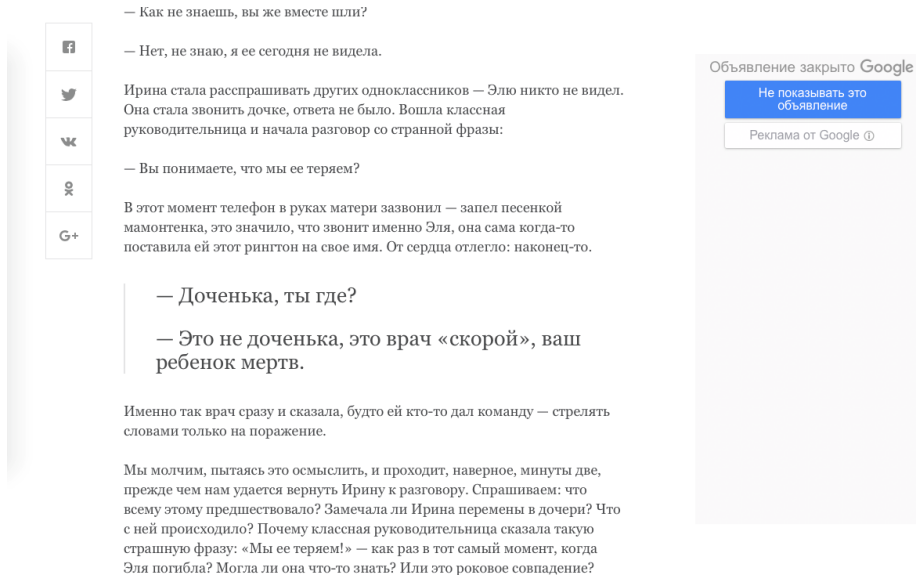 — Как не знаешь, вы же вместе шли?
— Нет, не знаю, я ее сегодня не видела.
Ирина стала расспрашивать других одноклассников — Элю никто не видел.
Она стала звонить дочке, ответа не было. Вошла классная
руководительница и начала разговор со странной фразы:
— Вы понимаете, что мы ее теряем?
В этот момент телефон в руках матери зазвонил — запел песенкой
мамонтенка, это значило, что звонит именно Эля, она сама когда-то
поставила ей этот рингтон на свое имя. От сердца отлегло: наконец-то.
— Доченька, ты где?
— Это не доченька, это врач «скорой», ваш
ребенок мертв.
Именно так врач сразу и сказала, будто ей кто-то дал команду — стрелять
словами только на поражение.
Мы молчим, пытаясь это осмыслить, и проходит, наверное, минуты две,
прежде чем нам удается вернуть Ирину к разговору. Спрашиваем: что
всему этому предшествовало? Замечала ли Ирина перемены в дочери? Что
с ней происходило? Почему классная руководительница сказала такую
страшную фразу: «Мы ее теряем!» — как раз в тот самый момент, когда
Эля погибла? Могла ли она что-то знать? Или это роковое совпадение?
G+
Объявление закрыто Google
Не показывать это
объявление
Реклама от Google